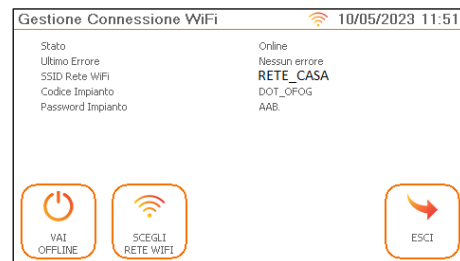 Gestione Connessione WiFi 10/05/2023 11:51
Stato Online
Ultimo Errore Nessun errore
SSID Rete WiFi RETE_CASA
Codice Impianto DOT_OFOG
Password Impianto AAB.
VAI
OFFLINE
SCEGLI
RETE WIFI
ESCI